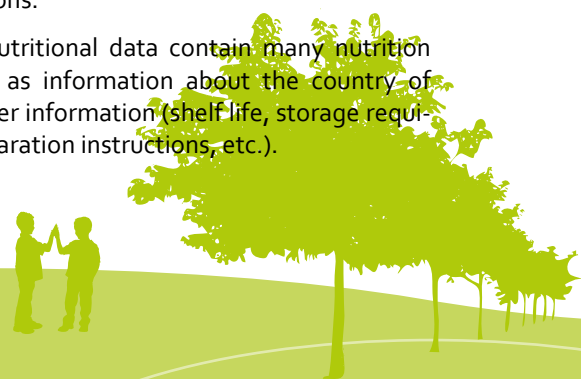 ons.
utritional data contain many nutrition
as information about the country of
er information (shelf life, storage requi-
aration instructions, etc.).